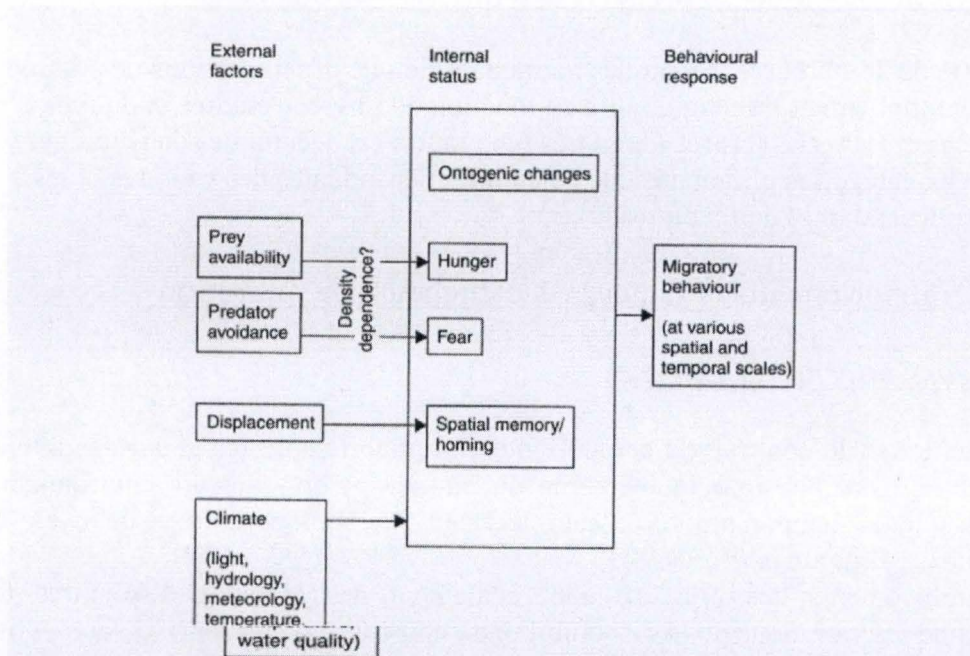 External
factors
Internal
status
Behavioural
response
Ontogenic changes
Prey
availability
Density
dependence?
Hunger
Predator
avoidance
Fear
Migratory
behaviour
(at various
spatial and
temporal scales)
Displacement
Spatial memory/
homing
Climate
(light,
hydrology,
meteorology,
temperature,
water quality)